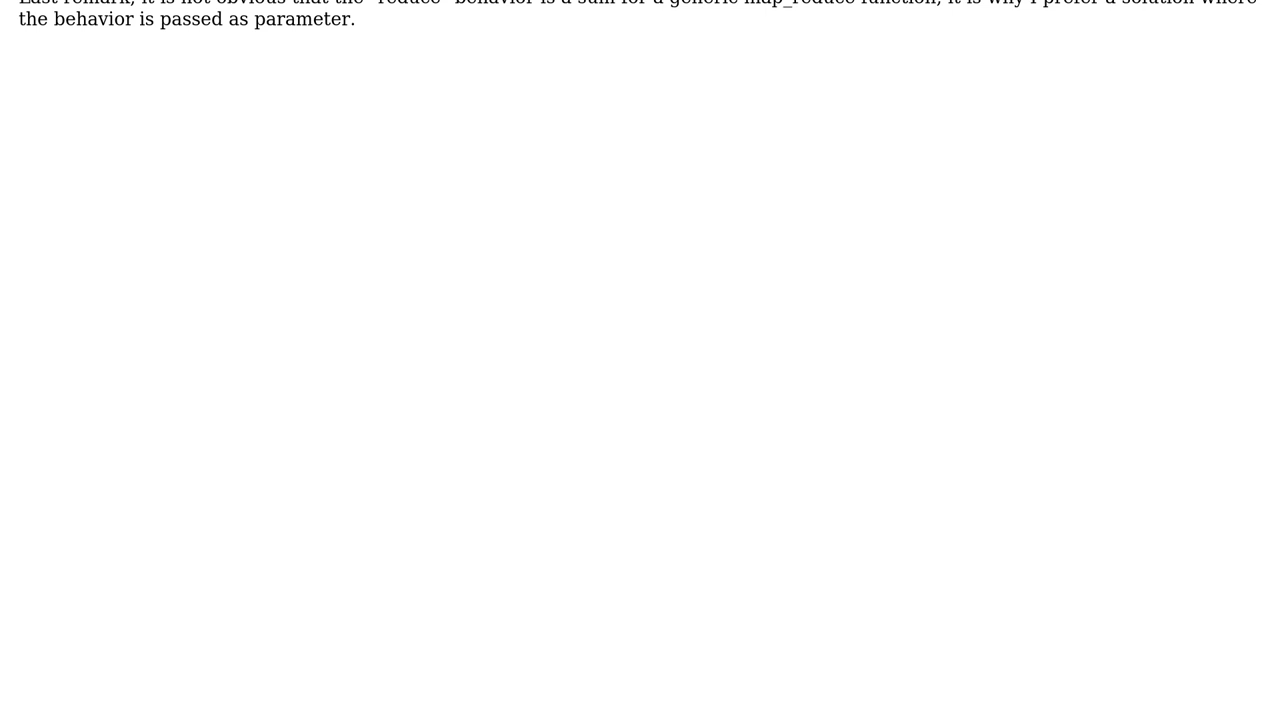 Last remark, it is not obvious that the "reduce" behavior is a sum for a generic map_reduce function, it is why I prefer a solution where
the behavior is passed as parameter.